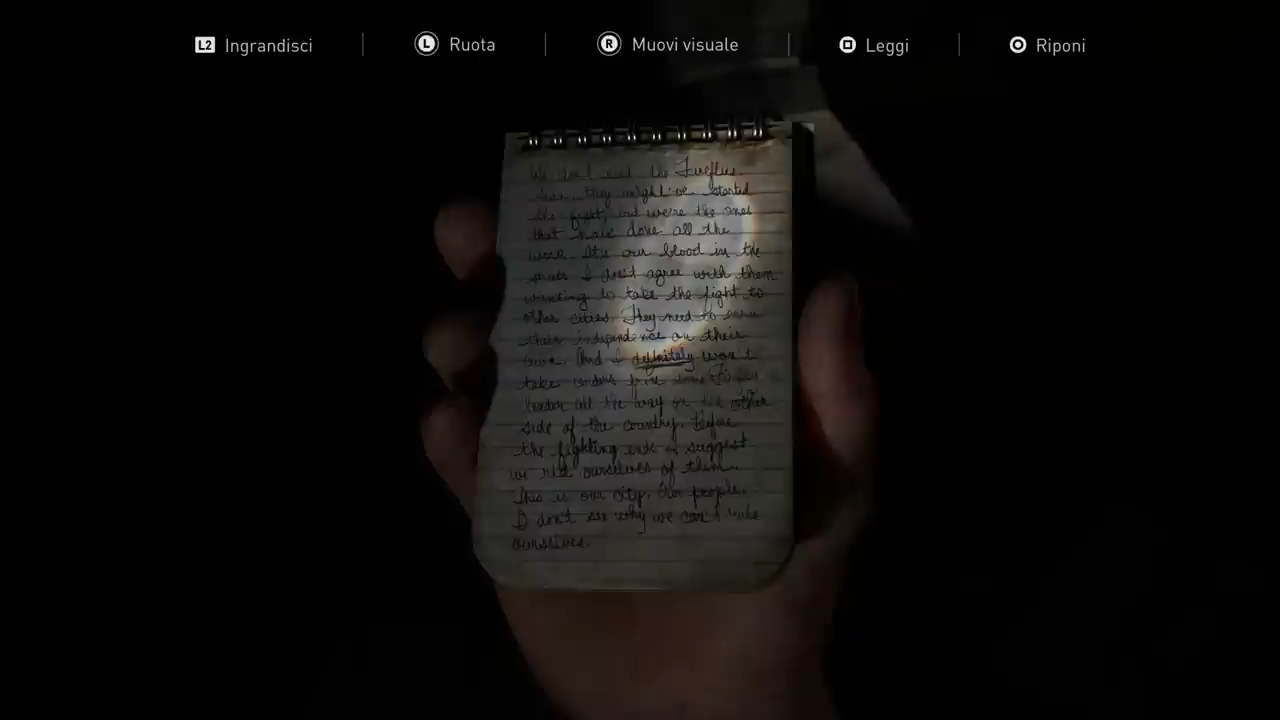 L2 Ingrandisci
L Ruota
R Muovi visuale
Leggi
Riponi
We don't need the Fireflies.
Sure they might've started
the fight, but we're the ones
that have done all the
work. It's our blood in the
streets. I don't agree with them
wanting to take the fight to
other cities. They need to earn
their independence on their
own. And I definitely won't
take orders from some Firefly
leader all the way on the other
side of the country. Before
the fighting ends I suggest
we rid ourselves of them.
This is our city. Our people.
I don't see why we can't rule
ourselves.